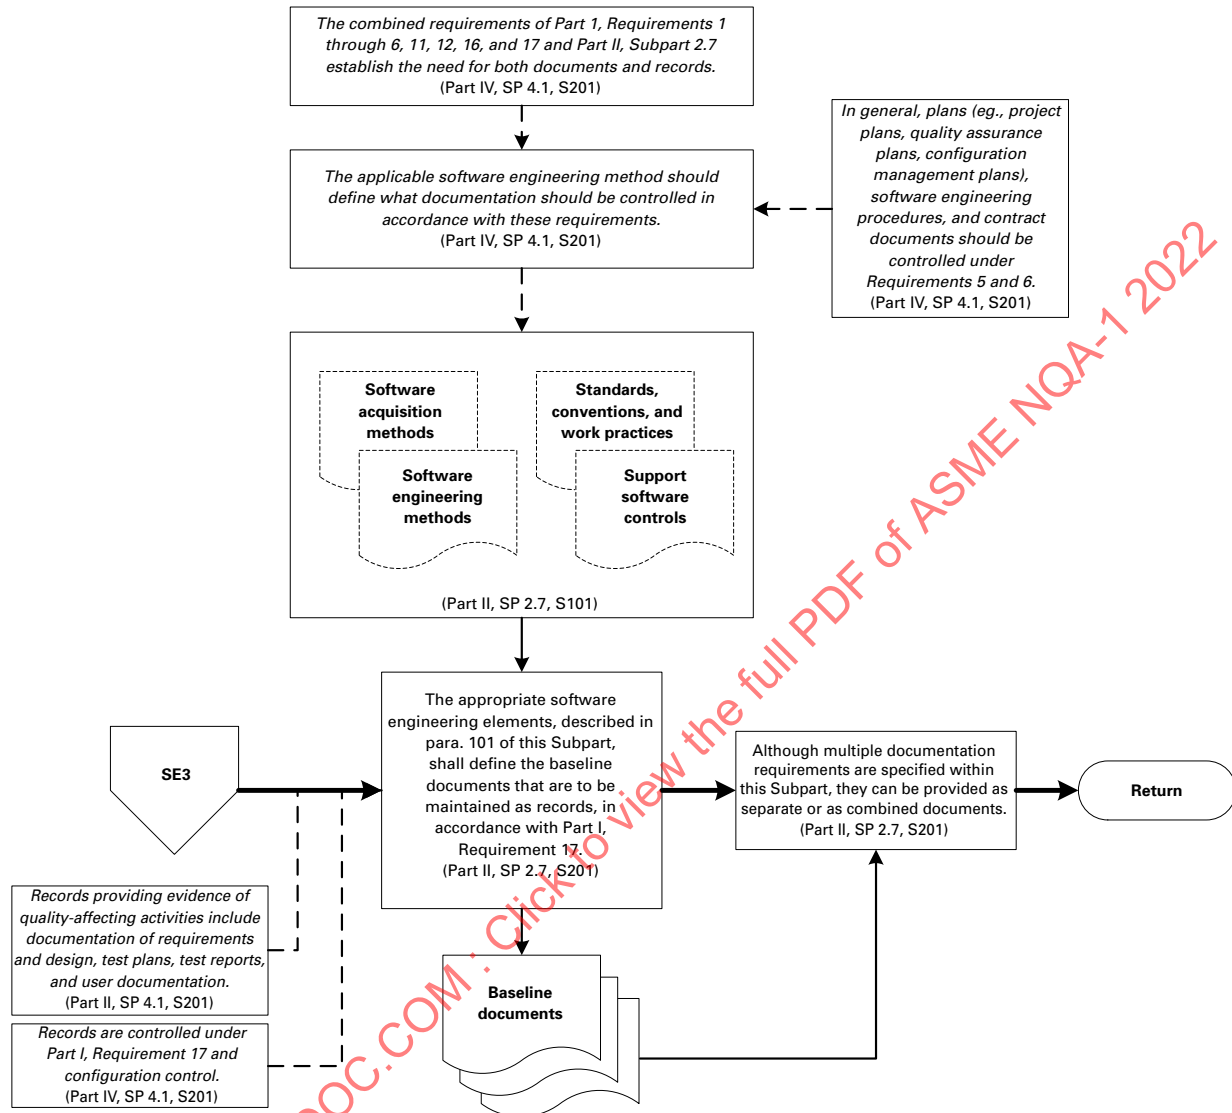 The combined requirements of Part 1, Requirements 1
through 6, 11, 12, 16, and 17 and Part II, Subpart 2.7
establish the need for both documents and records.
(Part IV, SP 4.1, S201)
In general, plans (eg., project
plans, quality assurance
plans, configuration
management plans),
software engineering
procedures, and contract
documents should be
controlled under
Requirements 5 and 6.
(Part IV, SP 4.1, S201)
The applicable software engineering method should
define what documentation should be controlled in
accordance with these requirements.
(Part IV, SP 4.1, S201)
Software
acquisition
methods
Standards,
conventions, and
work practices
Software
engineering
methods
Support
software
controls
(Part II, SP 2.7, S101)
SE3
The appropriate software
engineering elements, described in
para. 101 of this Subpart,
shall define the baseline
documents that are to be
maintained as records, in
accordance with Part I,
Requirement 17.
(Part II, SP 2.7, S201)
Although multiple documentation
requirements are specified within
this Subpart, they can be provided as
separate or as combined documents.
(Part II, SP 2.7, S201)
Return
Records providing evidence of
quality-affecting activities include
documentation of requirements
and design, test plans, test reports,
and user documentation.
(Part II, SP 4.1, S201)
Records are controlled under
Part I, Requirement 17 and
configuration control.
(Part IV, SP 4.1, S201)
Baseline
documents
DOC.COM : Click to view the full PDF of ASME NQA-1 2022